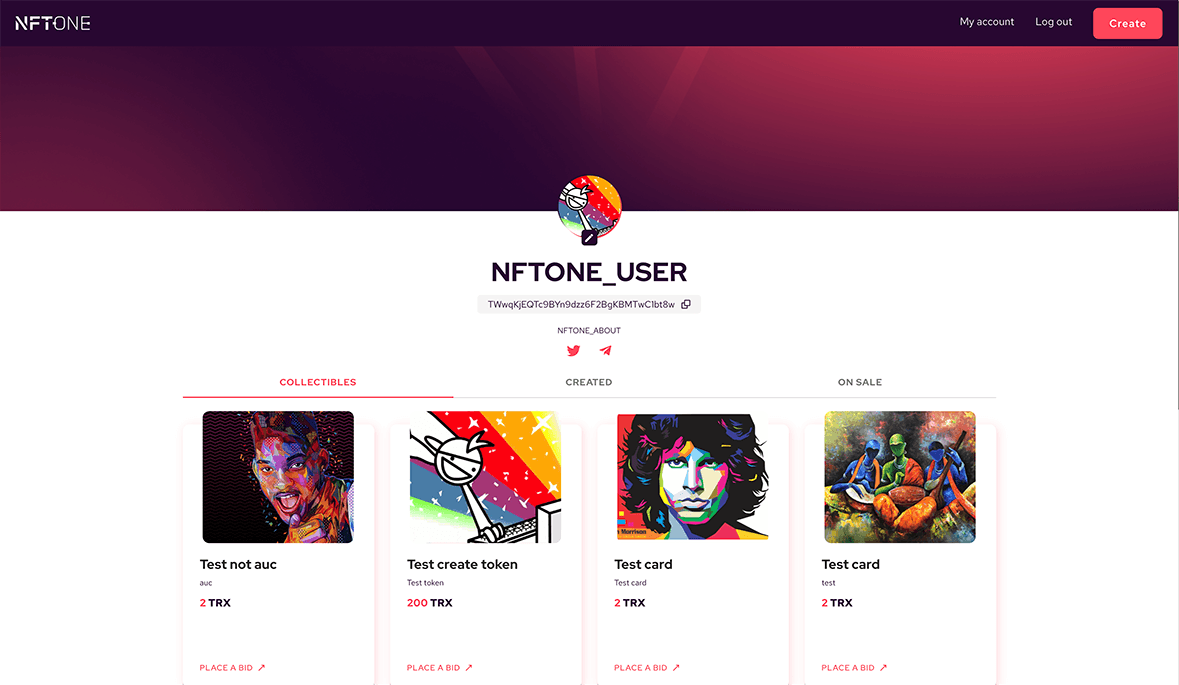 NFTONE
My account
Log out
Create
NFTONE_USER
TWwqKjEQTc9BYn9dzz6F2BgKBMTwC1bt8w
NFTONE_ABOUT
COLLECTIBLES
CREATED
ON SALE
Morrison
Test not auc
auc
2 TRX
PLACE A BID
Test create token
Test token
200 TRX
PLACE A BID
Test card
Test card
2 TRX
PLACE A BID
Test card
test
2 TRX
PLACE A BID